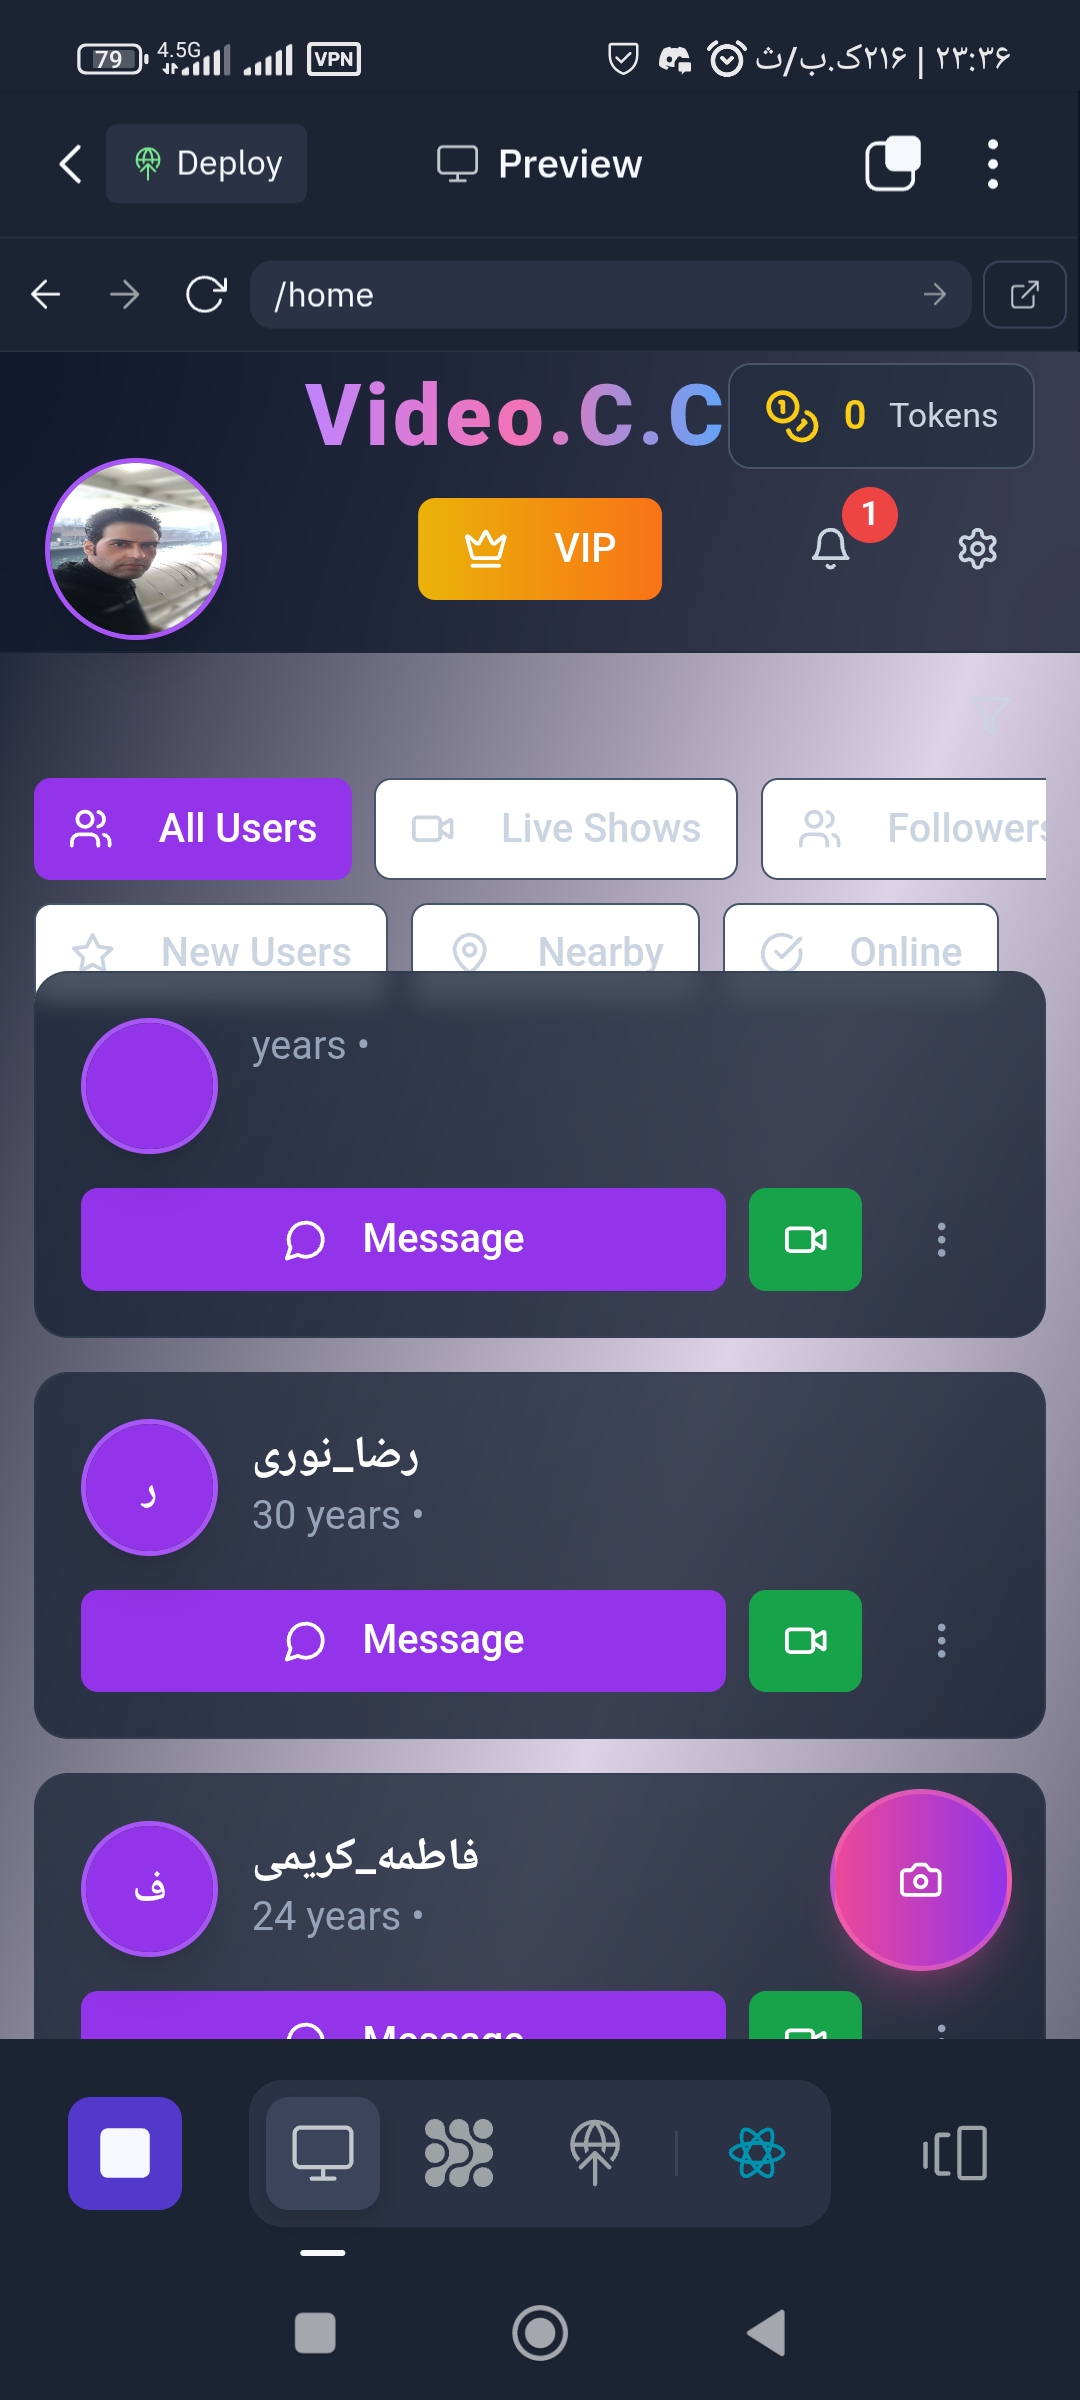 79 4.5G VPN ۲۱۶ک.ب/ث | ۲۳:۳۶
Deploy Preview
/home
Video.C.C 0 Tokens
VIP 1
All Users Live Shows Followers
New Users Nearby Online
years •
Message
ر رضا_نوری
30 years •
Message
ف فاطمه_کریمی
24 years •
Message